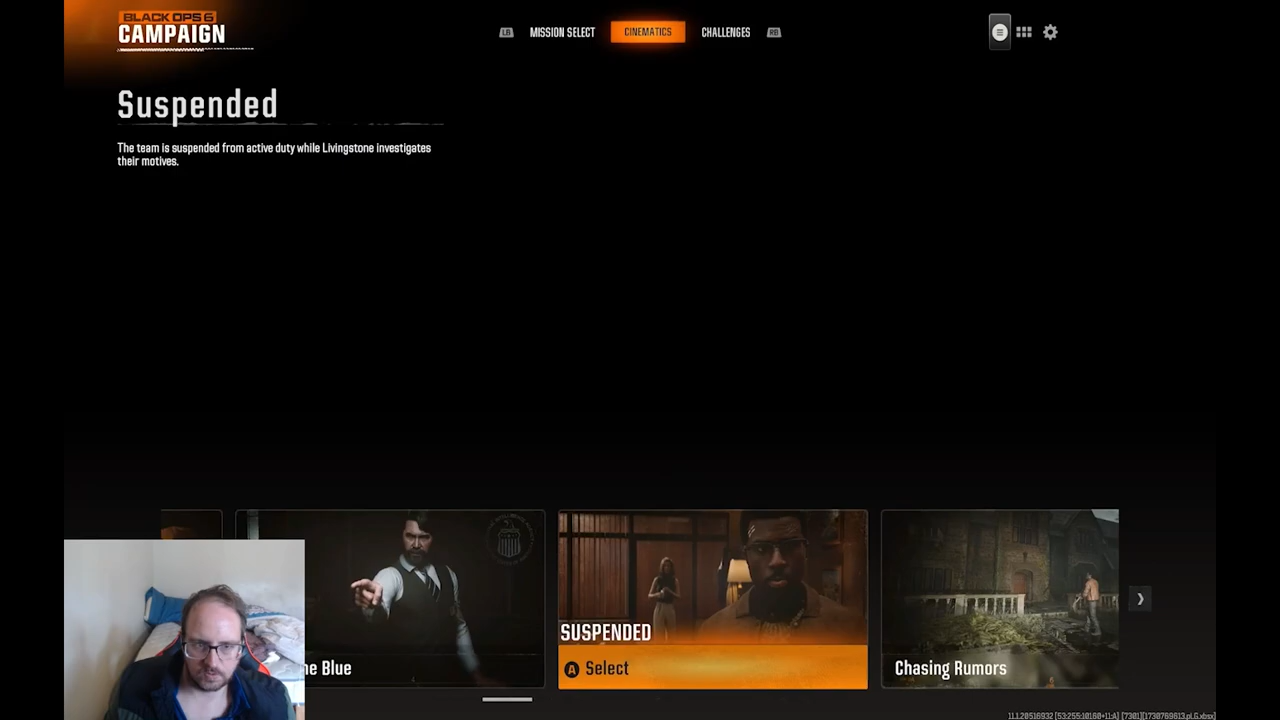 BLACK OPS 6
CAMPAIGN
LB MISSION SELECT CINEMATICS CHALLENGES RB
Suspended
The team is suspended from active duty while Livingstone investigates
their motives.
ne Blue
SUSPENDED
A Select
Chasing Rumors